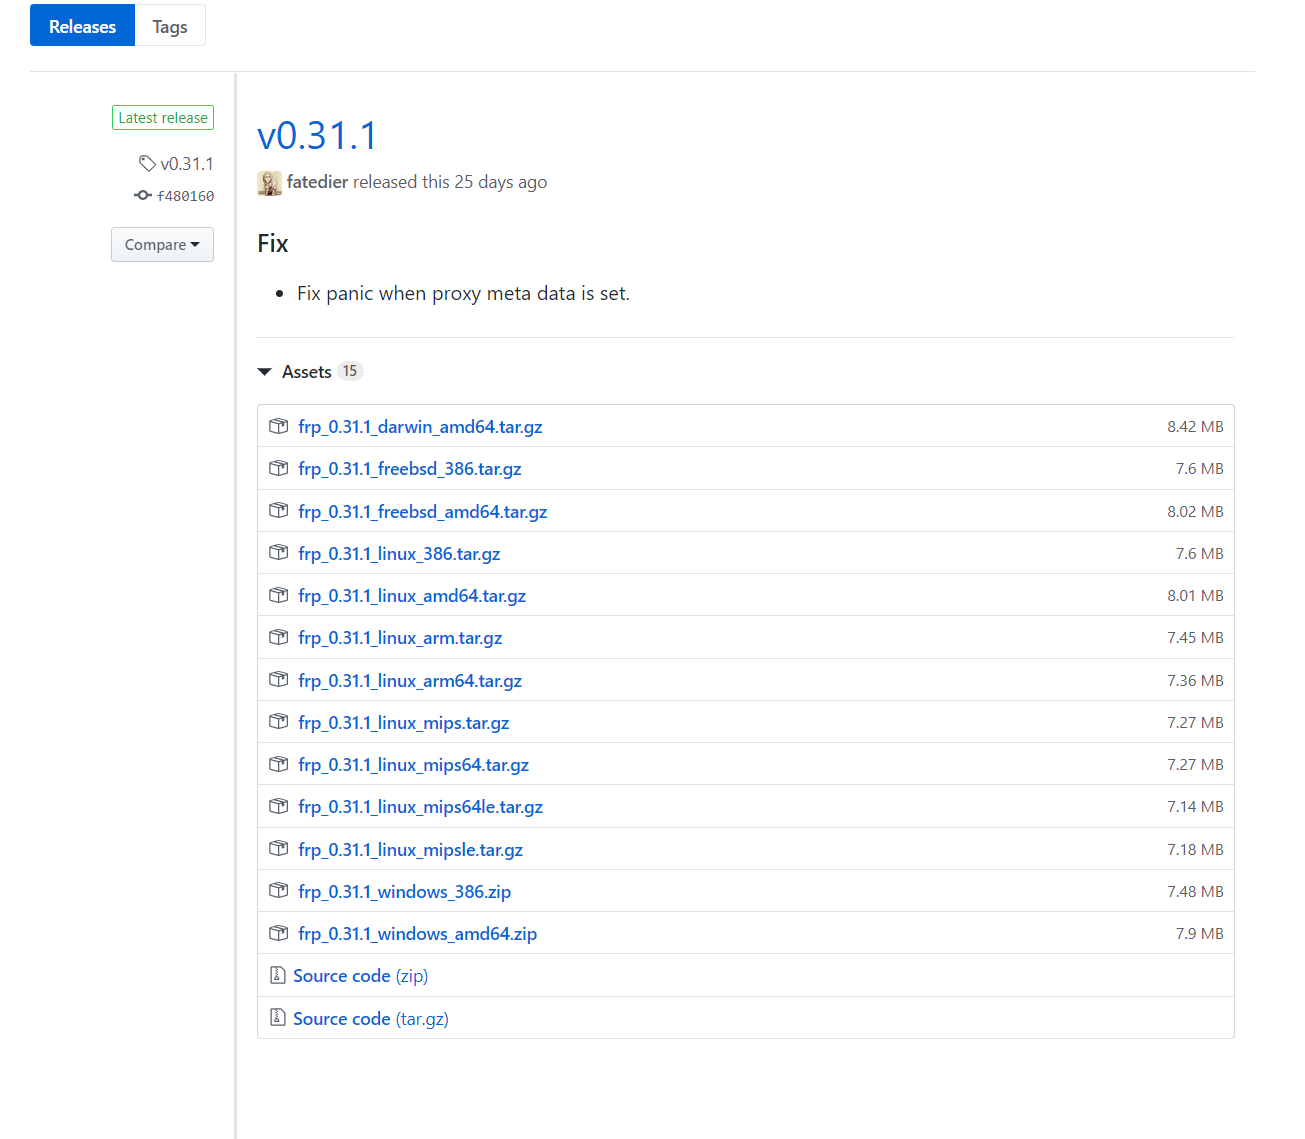 Releases Tags
Latest release
v0.31.1
f480160
Compare
v0.31.1
fatedier released this 25 days ago
Fix
• Fix panic when proxy meta data is set.
Assets 15
frp_0.31.1_darwin_amd64.tar.gz 8.42 MB
frp_0.31.1_freebsd_386.tar.gz 7.6 MB
frp_0.31.1_freebsd_amd64.tar.gz 8.02 MB
frp_0.31.1_linux_386.tar.gz 7.6 MB
frp_0.31.1_linux_amd64.tar.gz 8.01 MB
frp_0.31.1_linux_arm.tar.gz 7.45 MB
frp_0.31.1_linux_arm64.tar.gz 7.36 MB
frp_0.31.1_linux_mips.tar.gz 7.27 MB
frp_0.31.1_linux_mips64.tar.gz 7.27 MB
frp_0.31.1_linux_mips64le.tar.gz 7.14 MB
frp_0.31.1_linux_mipsle.tar.gz 7.18 MB
frp_0.31.1_windows_386.zip 7.48 MB
frp_0.31.1_windows_amd64.zip 7.9 MB
Source code (zip)
Source code (tar.gz)